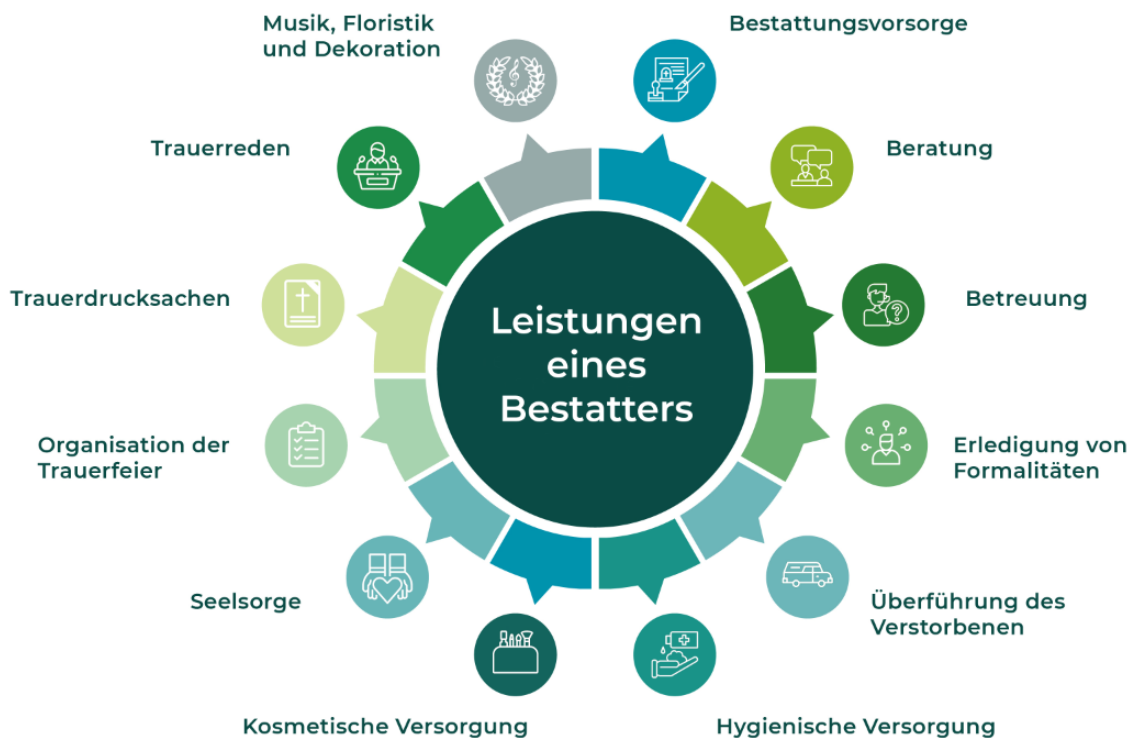 Musik, Floristik
und Dekoration
Bestattungsvorsorge
Trauerreden
Beratung
Trauerdrucksachen
Betreuung
Leistungen
eines
Bestatters
Organisation der
Trauerfeier
Erledigung von
Formalitäten
Seelsorge
Überführung des
Verstorbenen
Kosmetische Versorgung
Hygienische Versorgung